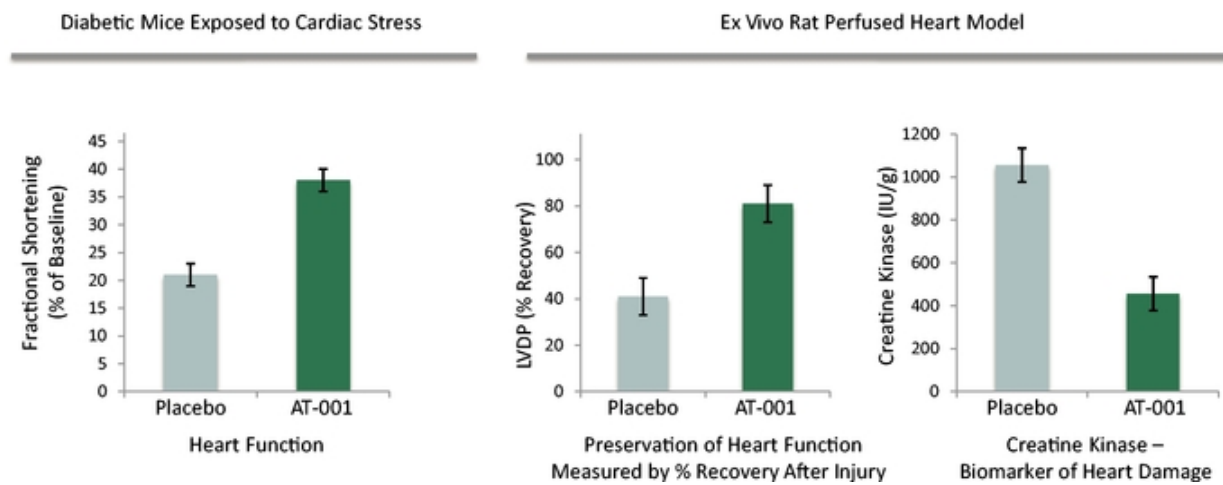 Diabetic Mice Exposed to Cardiac Stress
Ex Vivo Rat Perfused Heart Model
Fractional Shortening
(% of Baseline)
45
40
35
30
25
20
15
10
5
0
Placebo
AT-001
Heart Function
LVDP (% Recovery)
100
80
60
40
20
0
Placebo
AT-001
Preservation of Heart Function
Measured by % Recovery After Injury
Creatine Kinase (IU/g)
1200
1000
800
600
400
200
0
Placebo
AT-001
Creatine Kinase –
Biomarker of Heart Damage